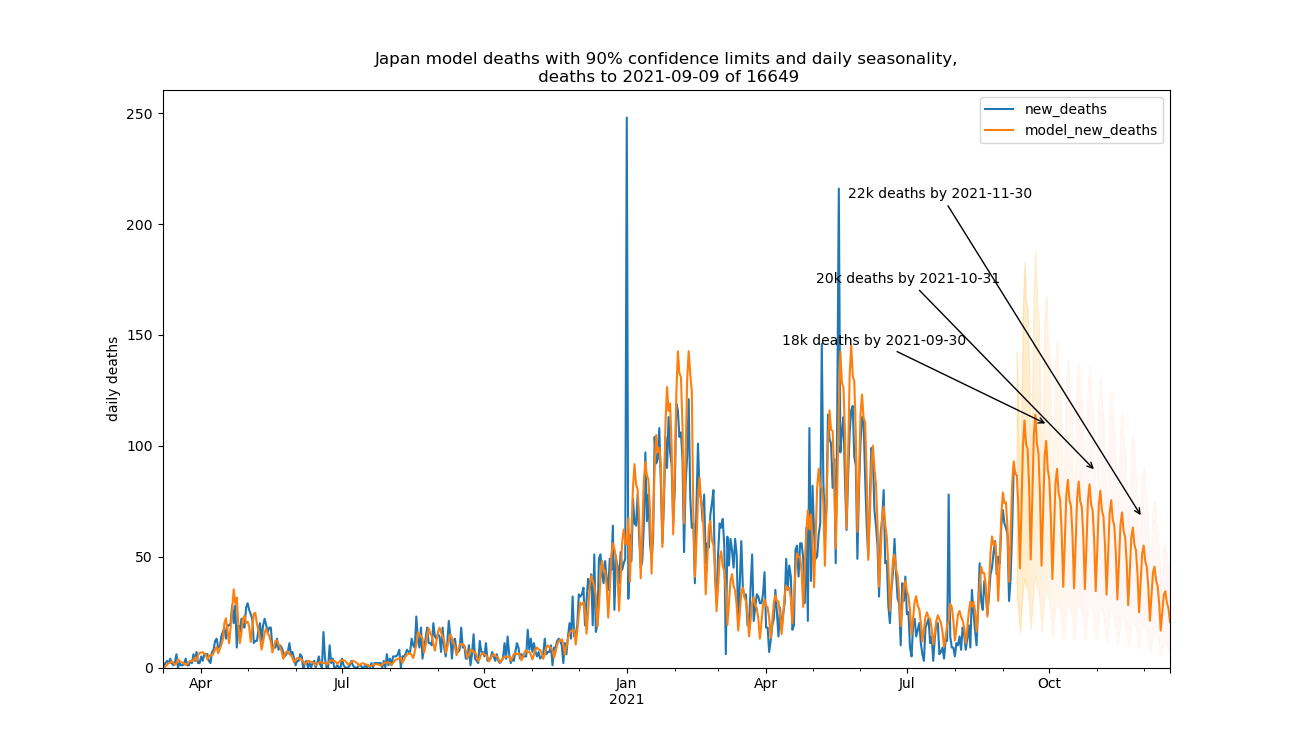 Japan model deaths with 90% confidence limits and daily seasonality,
deaths to 2021-09-09 of 16649
250
200
150
100
50
0
daily deaths
new_deaths
model_new_deaths
22k deaths by 2021-11-30
20k deaths by 2021-10-31
18k deaths by 2021-09-30
Apr
Jul
Oct
Jan
2021
Apr
Jul
Oct